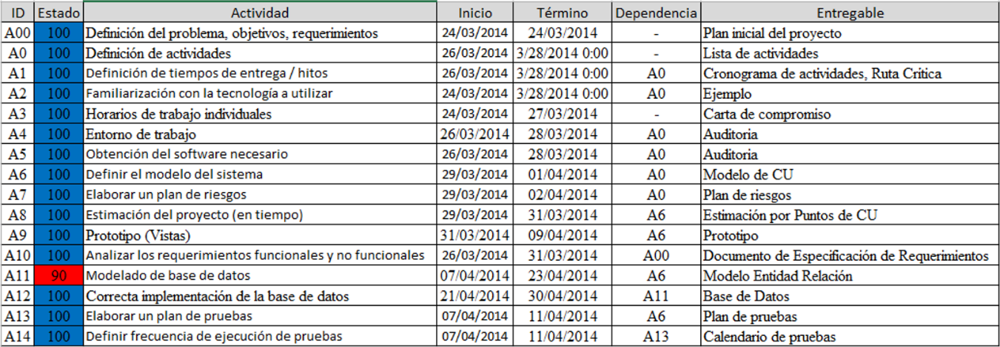 ID Estado Actividad Inicio Término Dependencia Entregable
A00 100 Definición del problema, objetivos, requerimientos 24/03/2014 24/03/2014 - Plan inicial del proyecto
A0 100 Definición de actividades 26/03/2014 3/28/2014 0:00 - Lista de actividades
A1 100 Definición de tiempos de entrega / hitos 26/03/2014 3/28/2014 0:00 A0 Cronograma de actividades, Ruta Crítica
A2 100 Familiarización con la tecnología a utilizar 24/03/2014 3/28/2014 0:00 A0 Ejemplo
A3 100 Horarios de trabajo individuales 24/03/2014 27/03/2014 - Carta de compromiso
A4 100 Entorno de trabajo 26/03/2014 28/03/2014 A0 Auditoria
A5 100 Obtención del software necesario 26/03/2014 28/03/2014 A0 Auditoria
A6 100 Definir el modelo del sistema 29/03/2014 01/04/2014 A0 Modelo de CU
A7 100 Elaborar un plan de riesgos 29/03/2014 02/04/2014 A0 Plan de riesgos
A8 100 Estimación del proyecto (en tiempo) 29/03/2014 31/03/2014 A6 Estimación por Puntos de CU
A9 100 Prototipo (Vistas) 31/03/2014 09/04/2014 A6 Prototipo
A10 100 Analizar los requerimientos funcionales y no funcionales 26/03/2014 31/03/2014 A00 Documento de Especificación de Requerimientos
A11 90 Modelado de base de datos 07/04/2014 23/04/2014 A6 Modelo Entidad Relación
A12 100 Correcta implementación de la base de datos 21/04/2014 30/04/2014 A11 Base de Datos
A13 100 Elaborar un plan de pruebas 07/04/2014 11/04/2014 A6 Plan de pruebas
A14 100 Definir frecuencia de ejecución de pruebas 07/04/2014 11/04/2014 A13 Calendario de pruebas